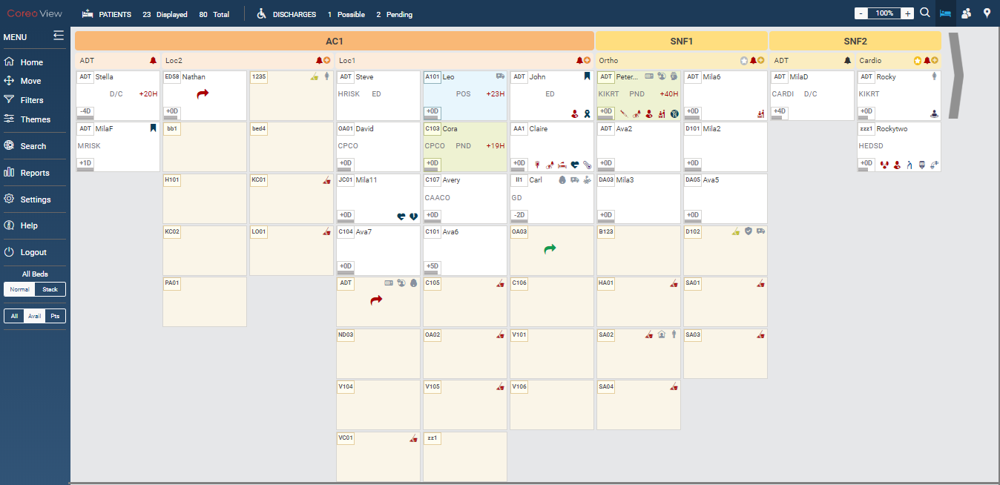 Coreo View
PATIENTS 23 Displayed 80 Total DISCHARGES 1 Possible 2 Pending - 100% +
MENU
Home
Move
Filters
Themes
Search
Reports
Settings
Help
Logout
All Beds
Normal Stack
All Avail Pts
AC1 SNF1 SNF2
ADT Loc2 Loc1 Ortho ADT Cardio
ADT Stella
D/C +20H
-4D
ED58 Nathan
+0D
1235
ADT Steve
HRISK ED
A101 Leo
POS +23H
+0D
ADT John
ED
ADT Peter...
KIKRT PND +40H
+0D
ADT Mila6
+0D
ADT MilaD
CARDI D/C
+4D
ADT Rocky
KIKRT
+0D
ADT MilaF
MRISK
+1D
bb1
bed4
OA01 David
CPCO
+0D
C103 Cora
CPCO PND +19H
+0D
AA1 Claire
+0D
ADT Ava2
+0D
D101 Mila2
+0D
zzz1 Rockytwo
HEDSD
+0D
H101
KC01
JC01 Mila11
+0D
C107 Avery
CAACO
+0D
II1 Carl
GD
-2D
DA03 Mila3
+0D
DA05 Ava5
+0D
KC02
LO01
C104 Ava7
+0D
C101 Ava6
+5D
OA03
B123
D102
PA01
ADT
C105
C106
HA01
SA01
ND03
OA02
V101
SA02
SA03
V104
V105
V106
SA04
VC01
zz1